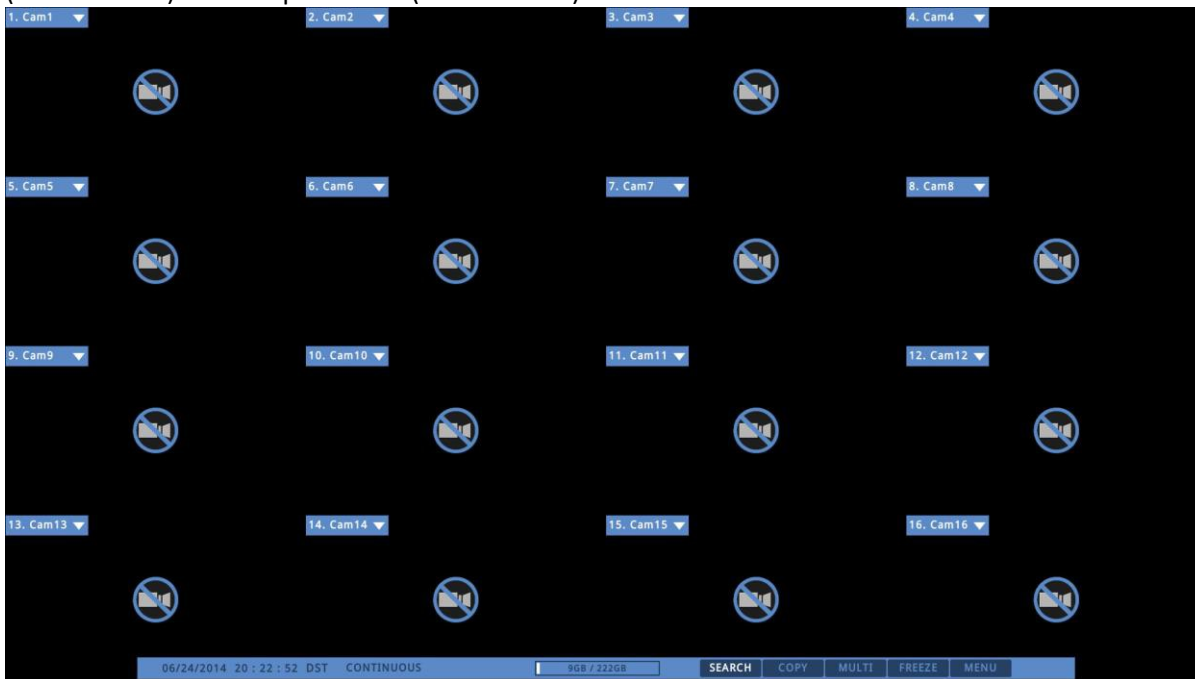 1. Cam1 2. Cam2 3. Cam3 4. Cam4
5. Cam5 6. Cam6 7. Cam7 8. Cam8
9. Cam9 10. Cam10 11. Cam11 12. Cam12
13. Cam13 14. Cam14 15. Cam15 16. Cam16
06/24/2014 20 : 22 : 52 DST CONTINUOUS 9GB / 222GB SEARCH COPY MULTI FREEZE MENU